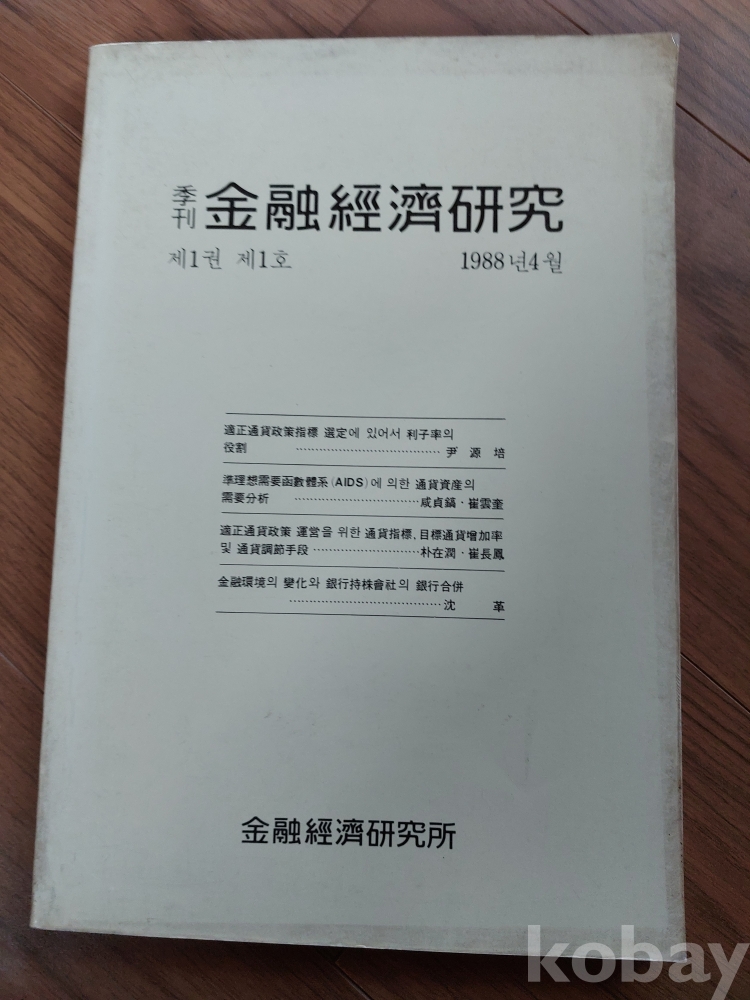 季刊 金融經濟研究
제1권 제1호 1988년4월
適正通貨政策指標 選定에 있어서 利子率의
役割 ······································ 尹源培
準理想需要函數體系(AIDS)에 의한 通貨資産의
需要分析 ······························ 咸貞鎬·崔雲奎
適正通貨政策 運営을 위한 通貨指標, 目標通貨增加率
및 通貨調節手段 ·························· 朴在潤·崔長鳳
金融環境의 變化와 銀行持株會社의 銀行合併
······································ 沈革
金融經濟研究所
kobay